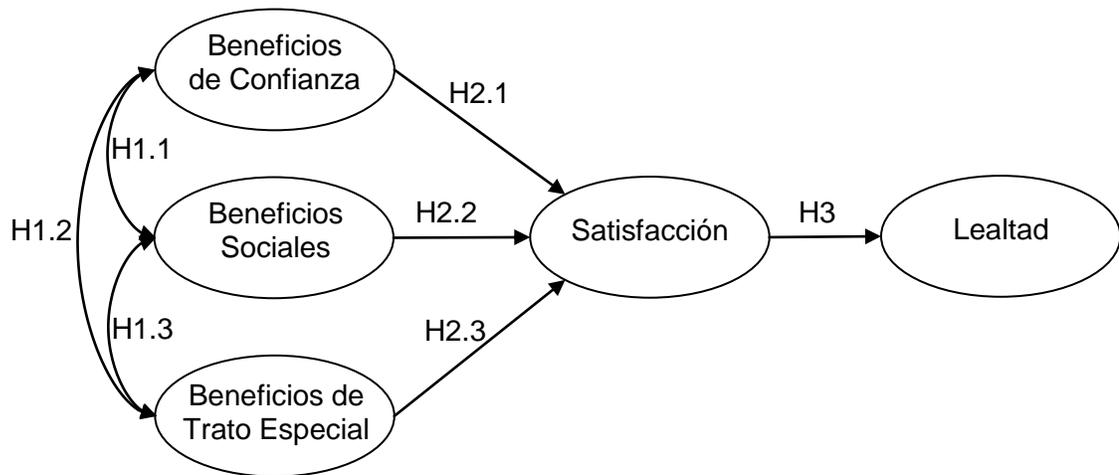 Beneficios
de Confianza
H2.1
H1.1
Beneficios
Sociales
H2.2
Satisfacción
H3
Lealtad
H1.2
H1.3
H2.3
Beneficios de
Trato Especial